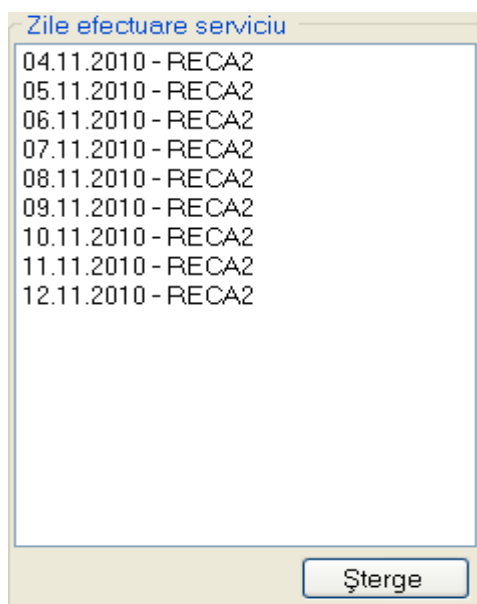 Zile efectuare serviciu
04.11.2010 - RECA2
05.11.2010 - RECA2
06.11.2010 - RECA2
07.11.2010 - RECA2
08.11.2010 - RECA2
09.11.2010 - RECA2
10.11.2010 - RECA2
11.11.2010 - RECA2
12.11.2010 - RECA2
Şterge